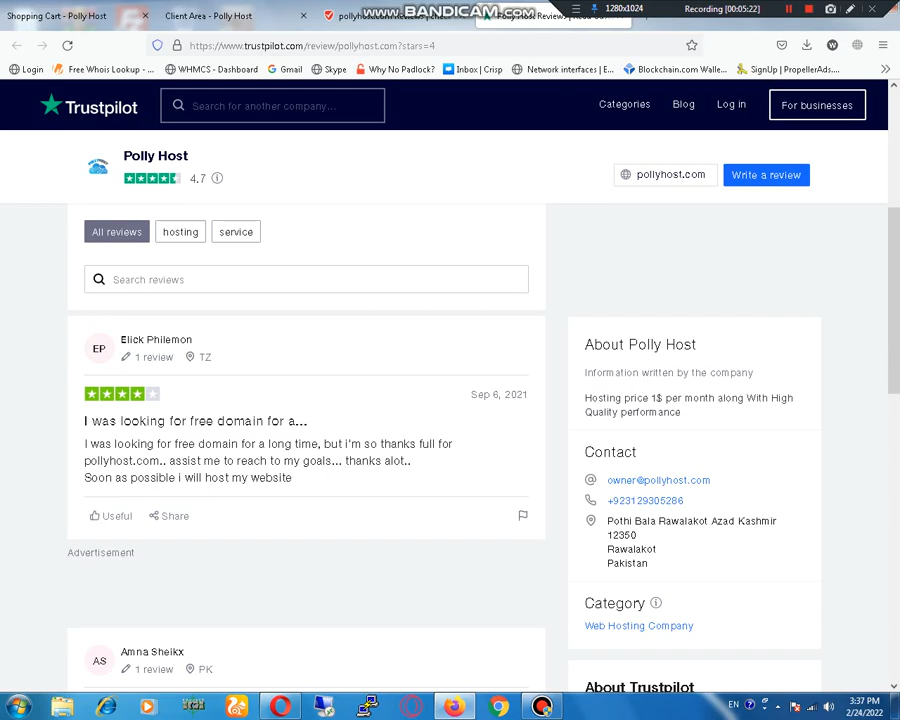 www.BANDICAM.com
1280x1024
Recording [00:05:22]
Shopping Cart - Polly Host
Client Area - Polly Host
https://www.trustpilot.com/review/pollyhost.com?stars=4
Login
Free Whois Lookup - ...
WHMCS - Dashboard
Gmail
Skype
Why No Padlock?
Inbox | Crisp
Network interfaces | E...
Blockchain.com Walle...
SignUp | PropellerAds....
Trustpilot
Search for another company...
Categories
Blog
Log in
For businesses
Polly Host
4.7
pollyhost.com
Write a review
All reviews
hosting
service
Search reviews
EP
Elick Philemon
1 review
TZ
Sep 6, 2021
I was looking for free domain for a...
I was looking for free domain for a long time, but i'm so thanks full for
pollyhost.com.. assist me to reach to my goals... thanks alot..
Soon as possible i will host my website
Useful
Share
Advertisement
AS
Amna Sheikx
1 review
PK
About Polly Host
Information written by the company
Hosting price 1$ per month along With High
Quality performance
Contact
owner@pollyhost.com
+923129305286
Pothi Bala Rawalakot Azad Kashmir
12350
Rawalakot
Pakistan
Category
Web Hosting Company
About Trustpilot
EN
3:37 PM
2/24/2022